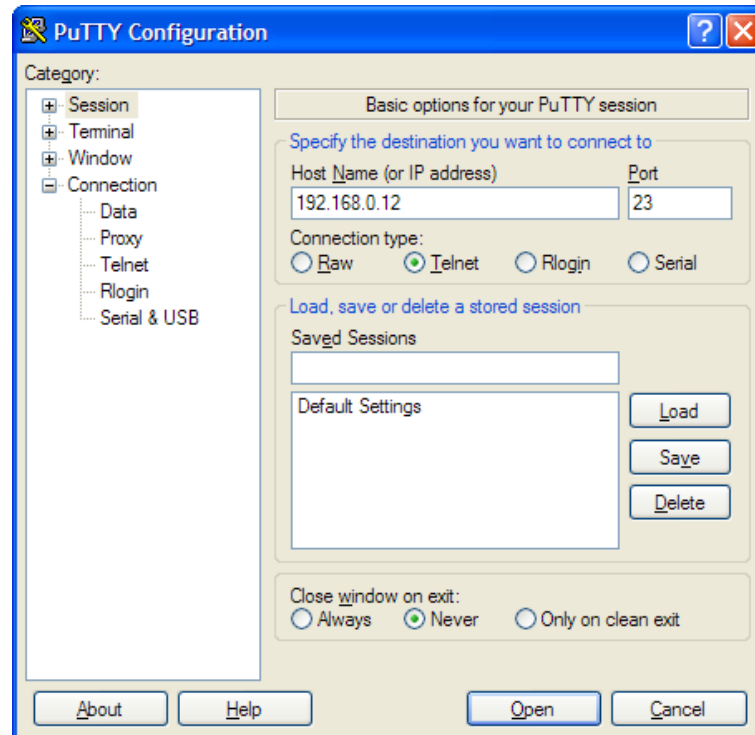 PuTTY Configuration
Category:
Session
Terminal
Window
Connection
Data
Proxy
Telnet
Rlogin
Serial & USB
Basic options for your PuTTY session
Specify the destination you want to connect to
Host Name (or IP address) Port
192.168.0.12 23
Connection type:
Raw Telnet Rlogin Serial
Load, save or delete a stored session
Saved Sessions
Default Settings
Load
Save
Delete
Close window on exit:
Always Never Only on clean exit
About Help Open Cancel